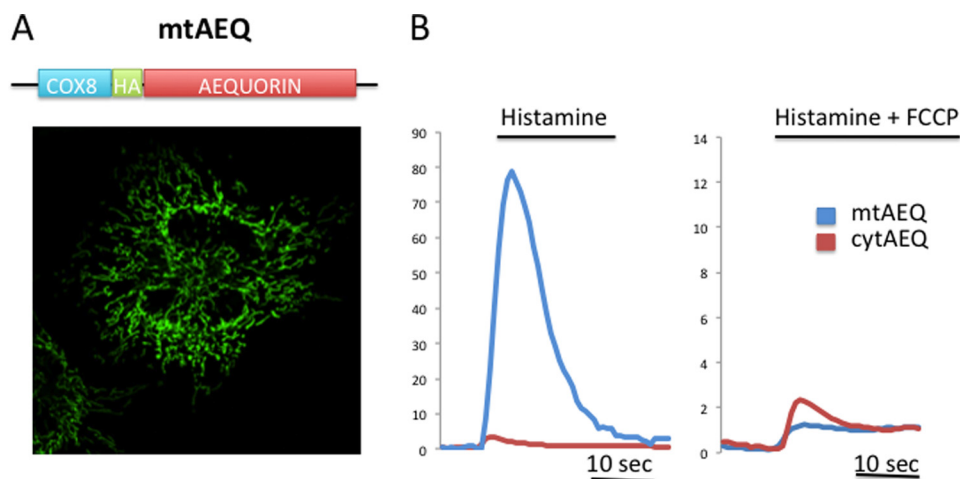 A
mtAEQ
COX8 HA AEQUORIN
B
Histamine
90
80
70
60
50
40
30
20
10
0
10 sec
Histamine + FCCP
14
12
10
8
6
4
2
0
mtAEQ
cytAEQ
10 sec